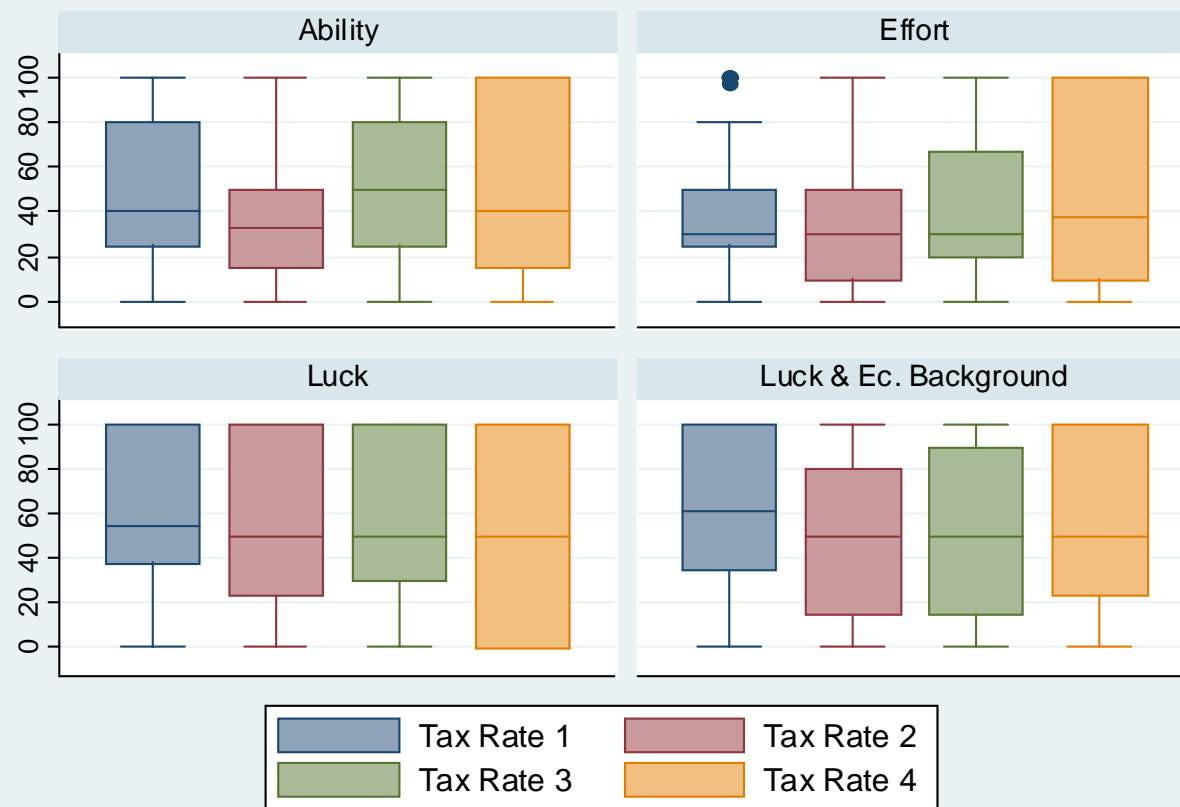 Ability
Effort
100
80
60
40
20
0
Luck
Luck & Ec. Background
100
80
60
40
20
0
Tax Rate 1
Tax Rate 2
Tax Rate 3
Tax Rate 4